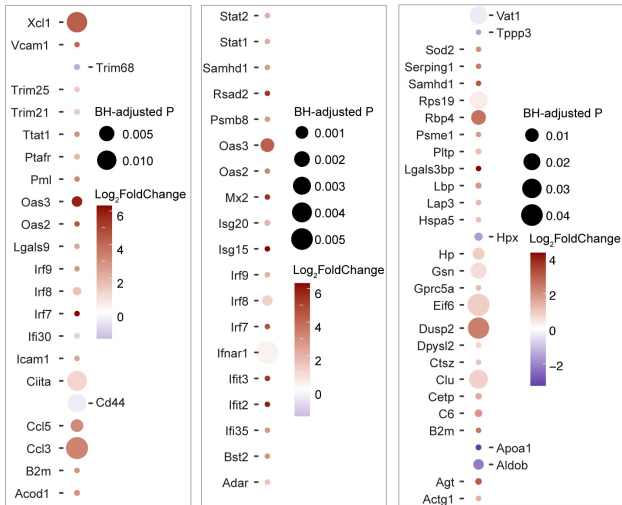 Xcl1
Vcam1
Trim68
Trim25
Trim21
Ttat1
Ptafr
Pml
Oas3
Oas2
Lgals9
Irf9
Irf8
Irf7
Ifi30
Icam1
Ciita
Cd44
Ccl5
Ccl3
B2m
Acod1
BH-adjusted P
0.005
0.010
Log2FoldChange
6
4
2
0
Stat2
Stat1
Samhd1
Rsad2
Psmb8
Oas3
Oas2
Mx2
Isg20
Isg15
Irf9
Irf8
Irf7
Ifnar1
Ifit3
Ifit2
Ifi35
Bst2
Adar
BH-adjusted P
0.001
0.002
0.003
0.004
0.005
Log2FoldChange
6
4
2
0
Vat1
Tppp3
Sod2
Serping1
Samhd1
Rps19
Rbp4
Psme1
Pltp
Lgals3bp
Lbp
Lap3
Hspa5
Hpx
Hp
Gsn
Gprc5a
Eif6
Dusp2
Dpysl2
Ctsz
Clu
Cetp
C6
B2m
Apoa1
Aldob
Agt
Actg1
BH-adjusted P
0.01
0.02
0.03
0.04
Log2FoldChange
4
2
0
−2